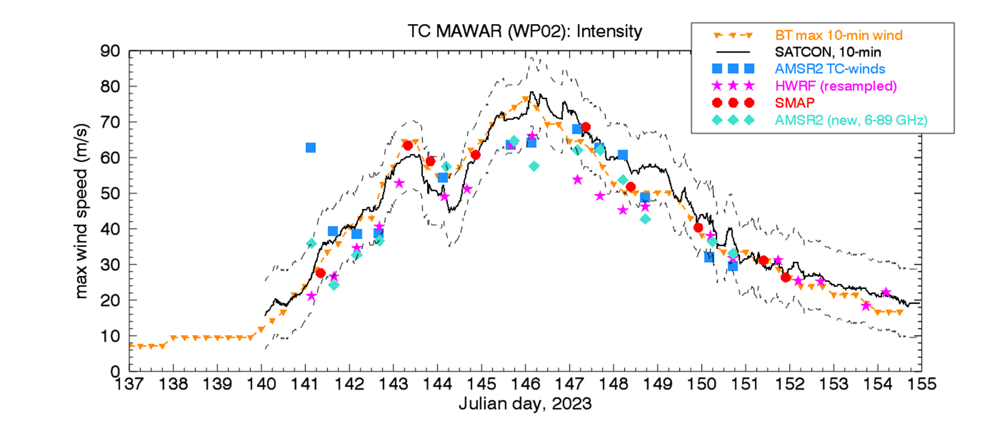 TC MAWAR (WP02): Intensity
BT max 10-min wind
SATCON, 10-min
AMSR2 TC-winds
HWRF (resampled)
SMAP
AMSR2 (new, 6-89 GHz)
max wind speed (m/s)
90
80
70
60
50
40
30
20
10
0
137 138 139 140 141 142 143 144 145 146 147 148 149 150 151 152 153 154 155
Julian day, 2023